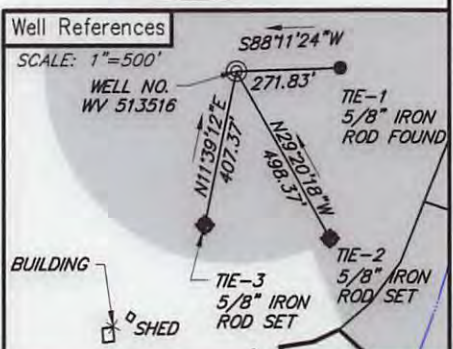 Well References
SCALE: 1"=500'
S88°11'24"W
271.83'
WELL NO.
WV 513516
TIE-1
5/8" IRON
ROD FOUND
N11°39'12"E
407.37'
N29°20'18"W
498.37'
BUILDING
SHED
TIE-3
5/8" IRON
ROD SET
TIE-2
5/8" IRON
ROD SET